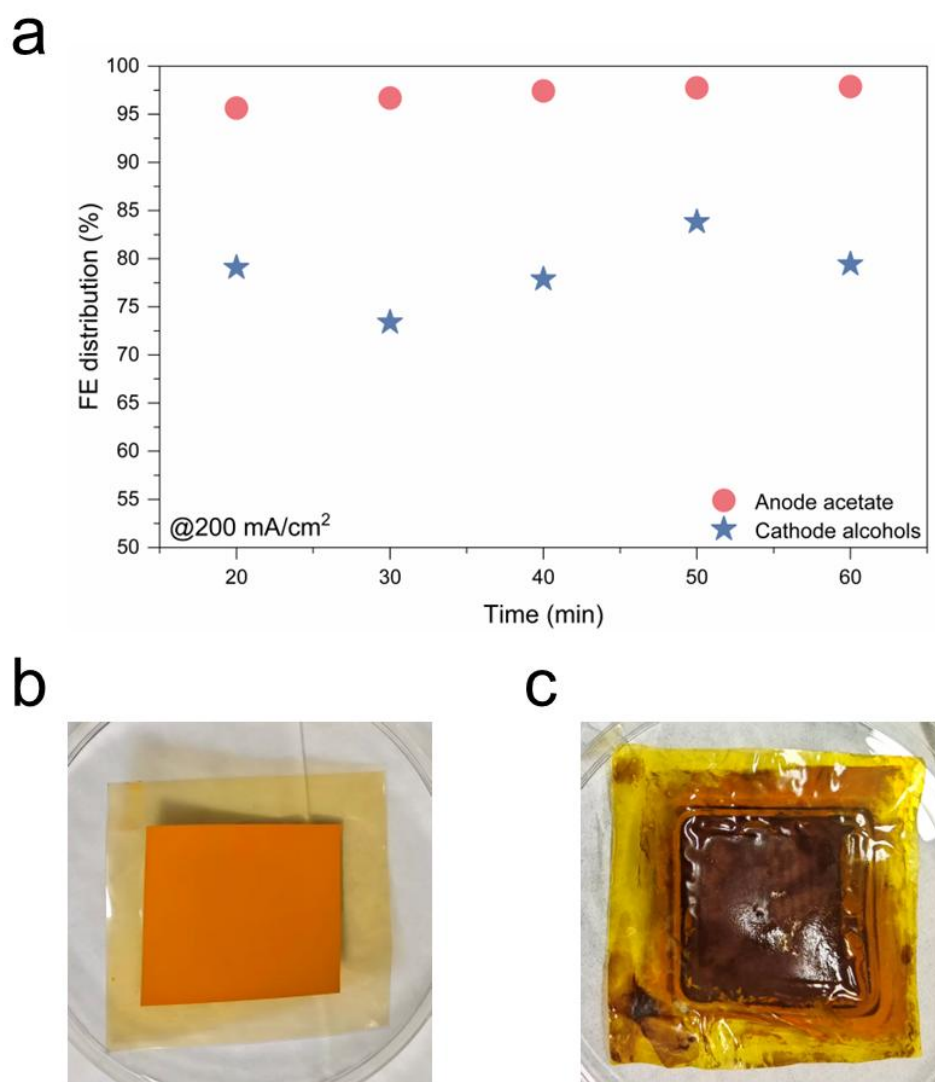 a
100
95
90
85
80
75
70
65
60
55
50
FE distribution (%)
@200 mA/cm²
Anode acetate
Cathode alcohols
20 30 40 50 60
Time (min)
b c